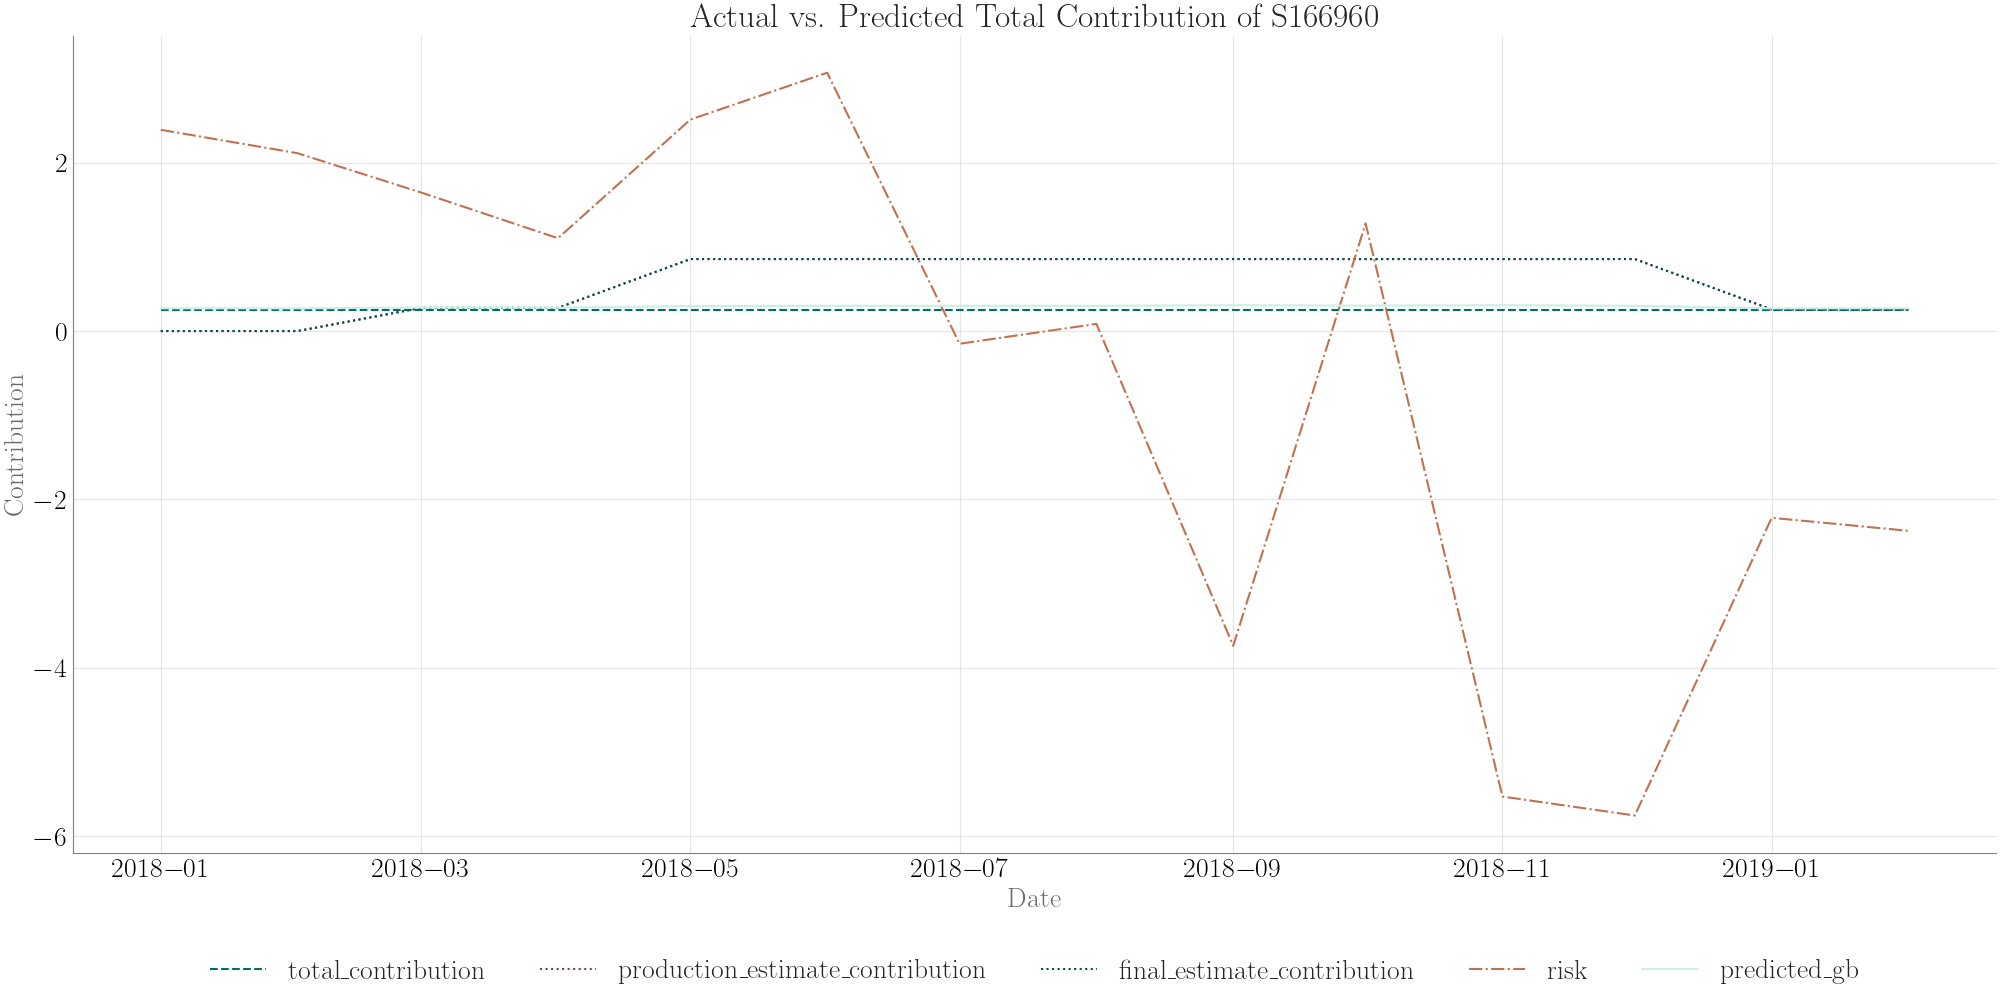 Actual vs. Predicted Total Contribution of S166960
Contribution
2
0
−2
−4
−6
2018−01 2018−03 2018−05 2018−07 2018−09 2018−11 2019−01
Date
total_contribution production_estimate_contribution final_estimate_contribution risk predicted_gb